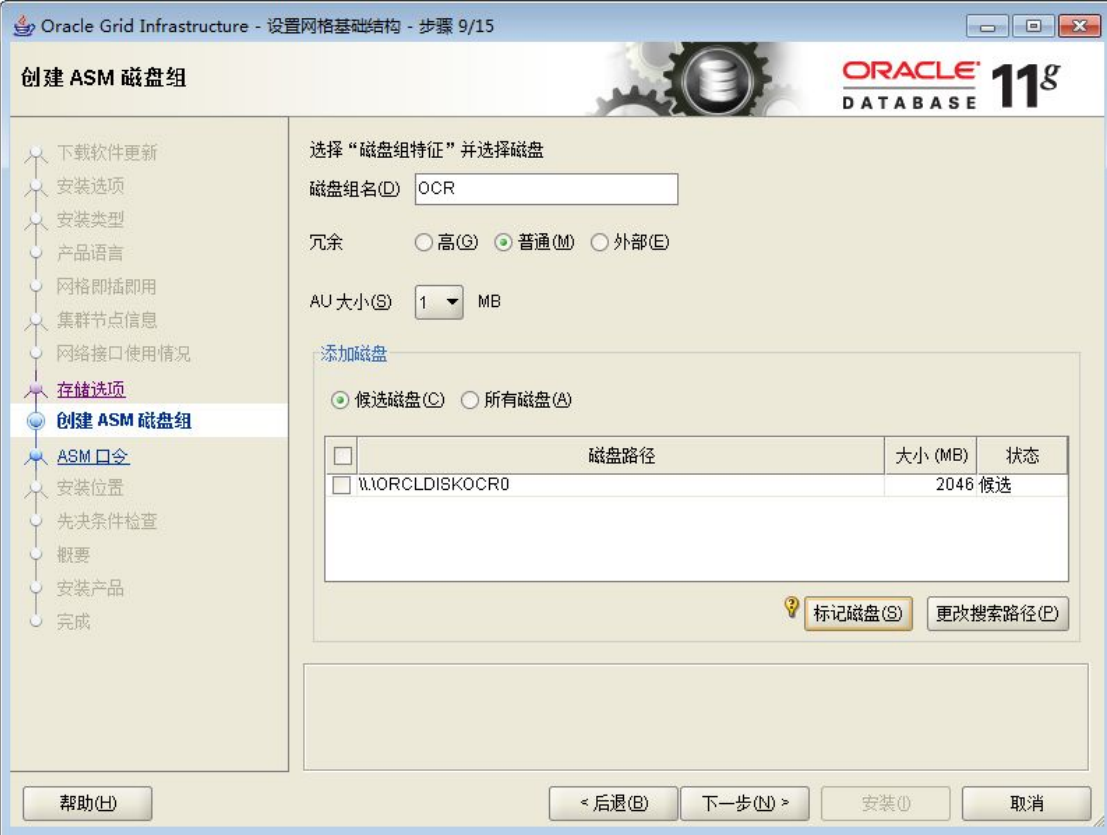 Oracle Grid Infrastructure - 设置网格基础结构 - 步骤 9/15
创建 ASM 磁盘组
ORACLE
DATABASE
11g
下载软件更新
安装选项
安装类型
产品语言
网格即插即用
集群节点信息
网络接口使用情况
存储选项
创建 ASM 磁盘组
ASM 口令
安装位置
先决条件检查
概要
安装产品
完成
选择“磁盘组特征”并选择磁盘
磁盘组名(D) OCR
冗余 高(G) 普通(M) 外部(E)
AU 大小(S) 1 MB
添加磁盘
候选磁盘(C) 所有磁盘(A)
磁盘路径 大小 (MB) 状态
\\.\ORCLDISKOCR0 2046 候选
标记磁盘(S) 更改搜索路径(P)
帮助(H) < 后退(B) 下一步(N) > 安装(I) 取消